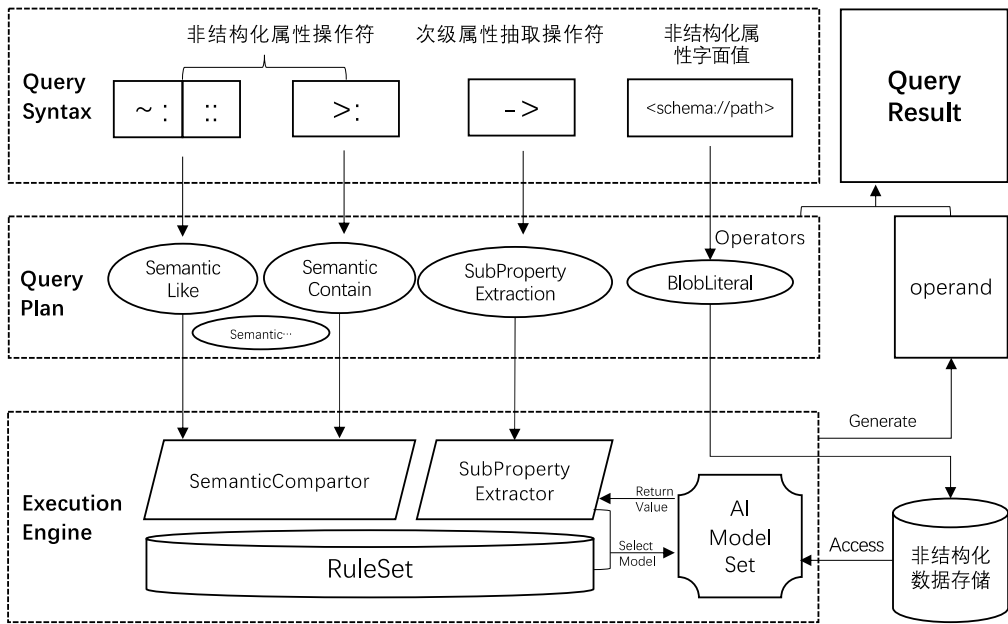 非结构化属性操作符
次级属性抽取操作符
非结构化属
性字面值
Query
Syntax
~ :
::
>:
->
<schema://path>
Query
Result
Query
Plan
Semantic
Like
Semantic
Contain
Semantic…
SubProperty
Extraction
Operators
BlobLiteral
operand
Generate
Execution
Engine
SemanticCompartor
SubProperty
Extractor
Return
Value
Select
Model
RuleSet
AI
Model
Set
Access
非结构化
数据存储